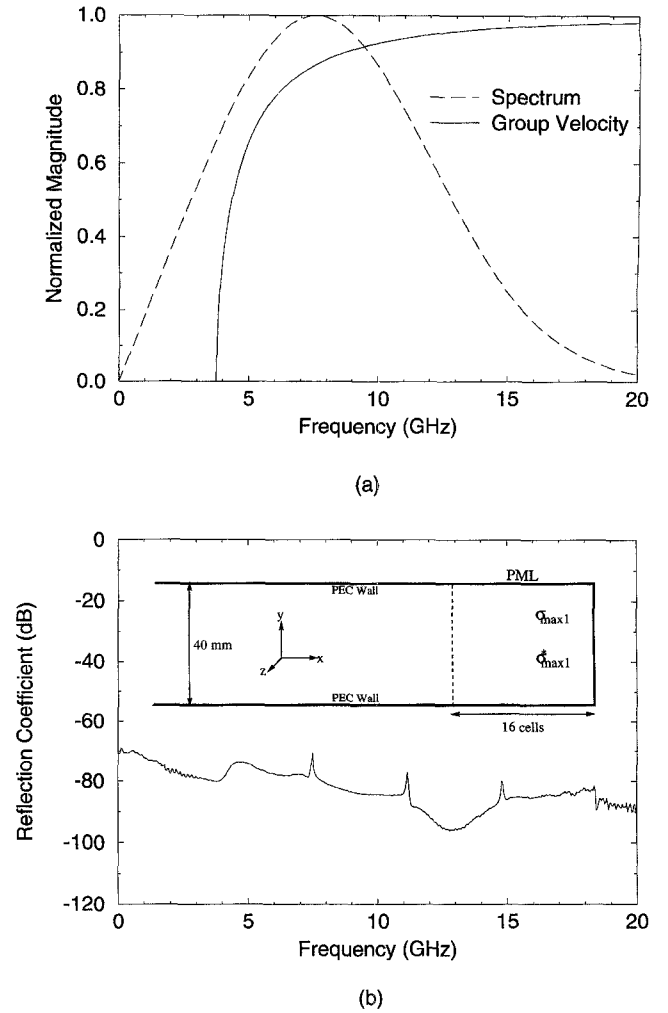 1.0
0.8
0.6
0.4
0.2
0.0
Normalized Magnitude
Spectrum
Group Velocity
0 5 10 15 20
Frequency (GHz)
(a)
0
-20
-40
-60
-80
-100
-120
Reflection Coefficient (dB)
PML
PEC Wall
40 mm
y
z
x
σmax1
σ*max1
PEC Wall
16 cells
0 5 10 15 20
Frequency (GHz)
(b)